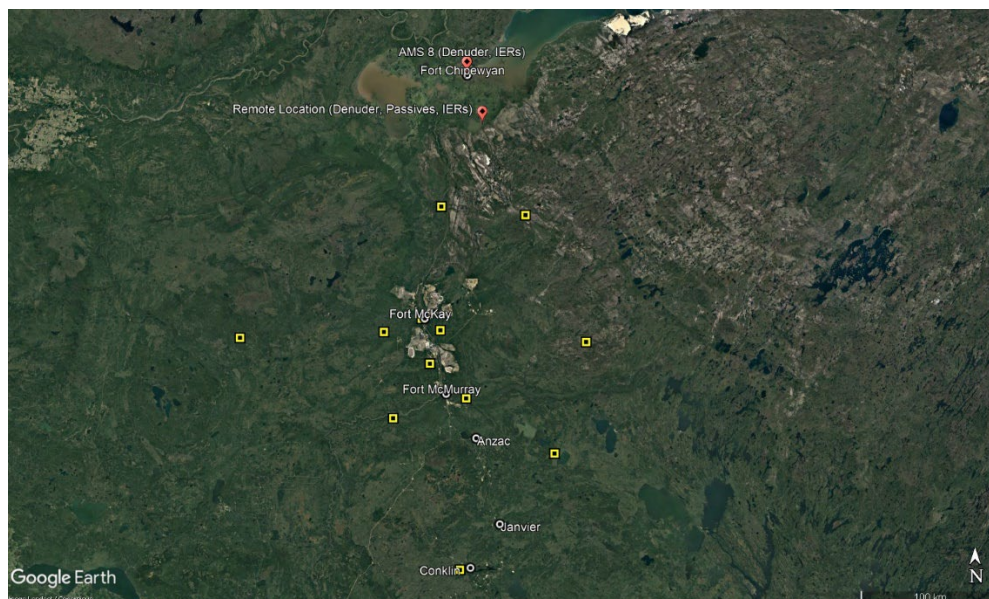 AMS 8 (Denuder, IERs)
Fort Chipewyan
Remote Location (Denuder, Passives, IERs)
Fort McKay
Fort McMurray
Anzac
Janvier
Conklin
Google Earth
N
100 km